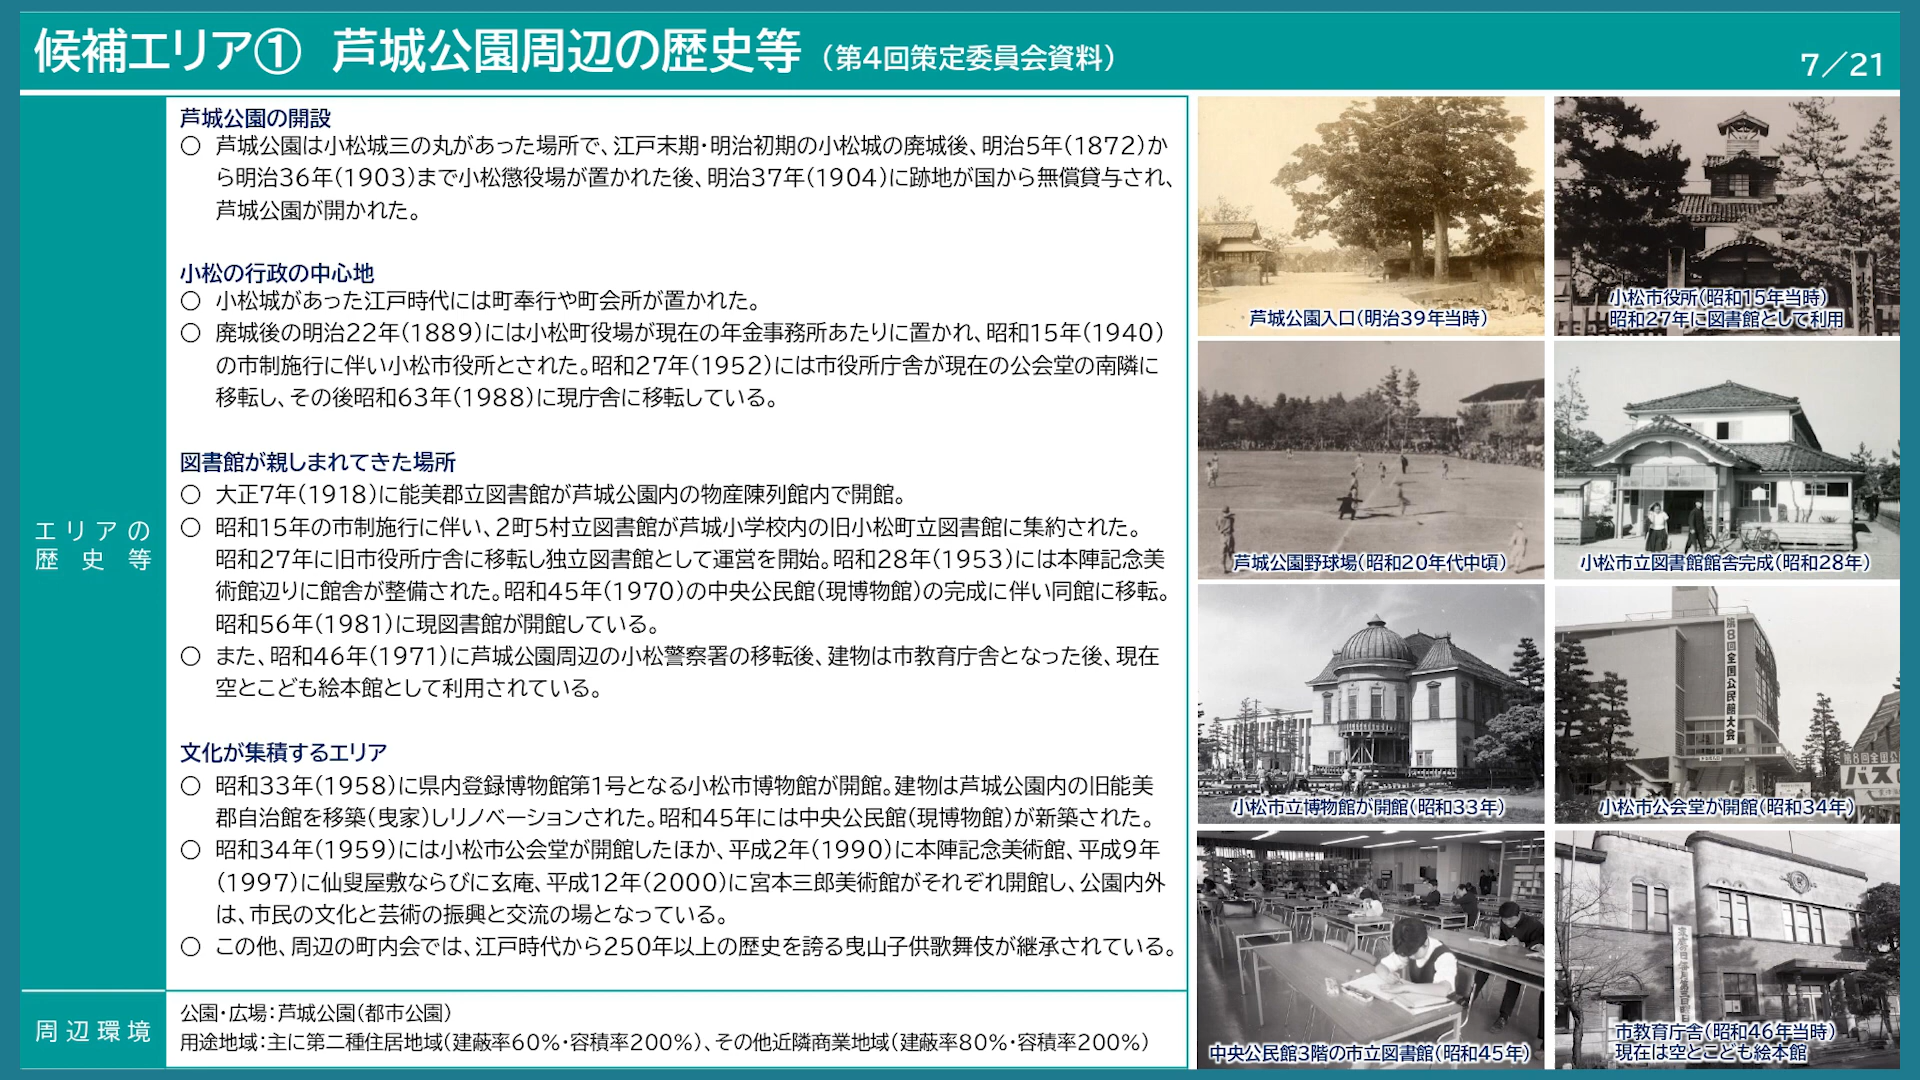 候補エリア① 芦城公園周辺の歴史等（第4回策定委員会資料）
7／21
エリアの
歴史等
芦城公園の開設
○ 芦城公園は小松城三の丸があった場所で、江戸末期・明治初期の小松城の廃城後、明治5年（1872）か
ら明治36年（1903）まで小松懲役場が置かれた後、明治37年（1904）に跡地が国から無償貸与され、
芦城公園が開かれた。
小松の行政の中心地
○ 小松城があった江戸時代には町奉行や町会所が置かれた。
○ 廃城後の明治22年（1889）には小松町役場が現在の年金事務所あたりに置かれ、昭和15年（1940）
の市制施行に伴い小松市役所とされた。昭和27年（1952）には市役所庁舎が現在の公会堂の南隣に
移転し、その後昭和63年（1988）に現庁舎に移転している。
図書館が親しまれてきた場所
○ 大正7年（1918）に能美郡立図書館が芦城公園内の物産陳列館内で開館。
○ 昭和15年の市制施行に伴い、2町5村立図書館が芦城小学校内の旧小松町立図書館に集約された。
昭和27年に旧市役所庁舎に移転し独立図書館として運営を開始。昭和28年（1953）には本陣記念美
術館辺りに館舎が整備された。昭和45年（1970）の中央公民館（現博物館）の完成に伴い同館に移転。
昭和56年（1981）に現図書館が開館している。
○ また、昭和46年（1971）に芦城公園周辺の小松警察署の移転後、建物は市教育庁舎となった後、現在
空とこども絵本館として利用されている。
文化が集積するエリア
○ 昭和33年（1958）に県内登録博物館第1号となる小松市博物館が開館。建物は芦城公園内の旧能美
郡自治館を移築（曳家）しリノベーションされた。昭和45年には中央公民館（現博物館）が新築された。
○ 昭和34年（1959）には小松市公会堂が開館したほか、平成2年（1990）に本陣記念美術館、平成9年
（1997）に仙叟屋敷ならびに玄庵、平成12年（2000）に宮本三郎美術館がそれぞれ開館し、公園内外
は、市民の文化と芸術の振興と交流の場となっている。
○ この他、周辺の町内会では、江戸時代から250年以上の歴史を誇る曳山子供歌舞伎が継承されている。
周辺環境
公園・広場：芦城公園（都市公園）
用途地域：主に第二種住居地域（建蔽率60％・容積率200％）、その他近隣商業地域（建蔽率80％・容積率200％）
芦城公園入口（明治39年当時）
小松市役所（昭和15年当時）
昭和27年に図書館として利用
芦城公園野球場（昭和20年代中頃）
小松市立図書館館舎完成（昭和28年）
小松市立博物館が開館（昭和33年）
第8回全国公民館大会
バス
小松市公会堂が開館（昭和34年）
中央公民館3階の市立図書館（昭和45年）
市教育庁舎（昭和46年当時）
現在は空とこども絵本館